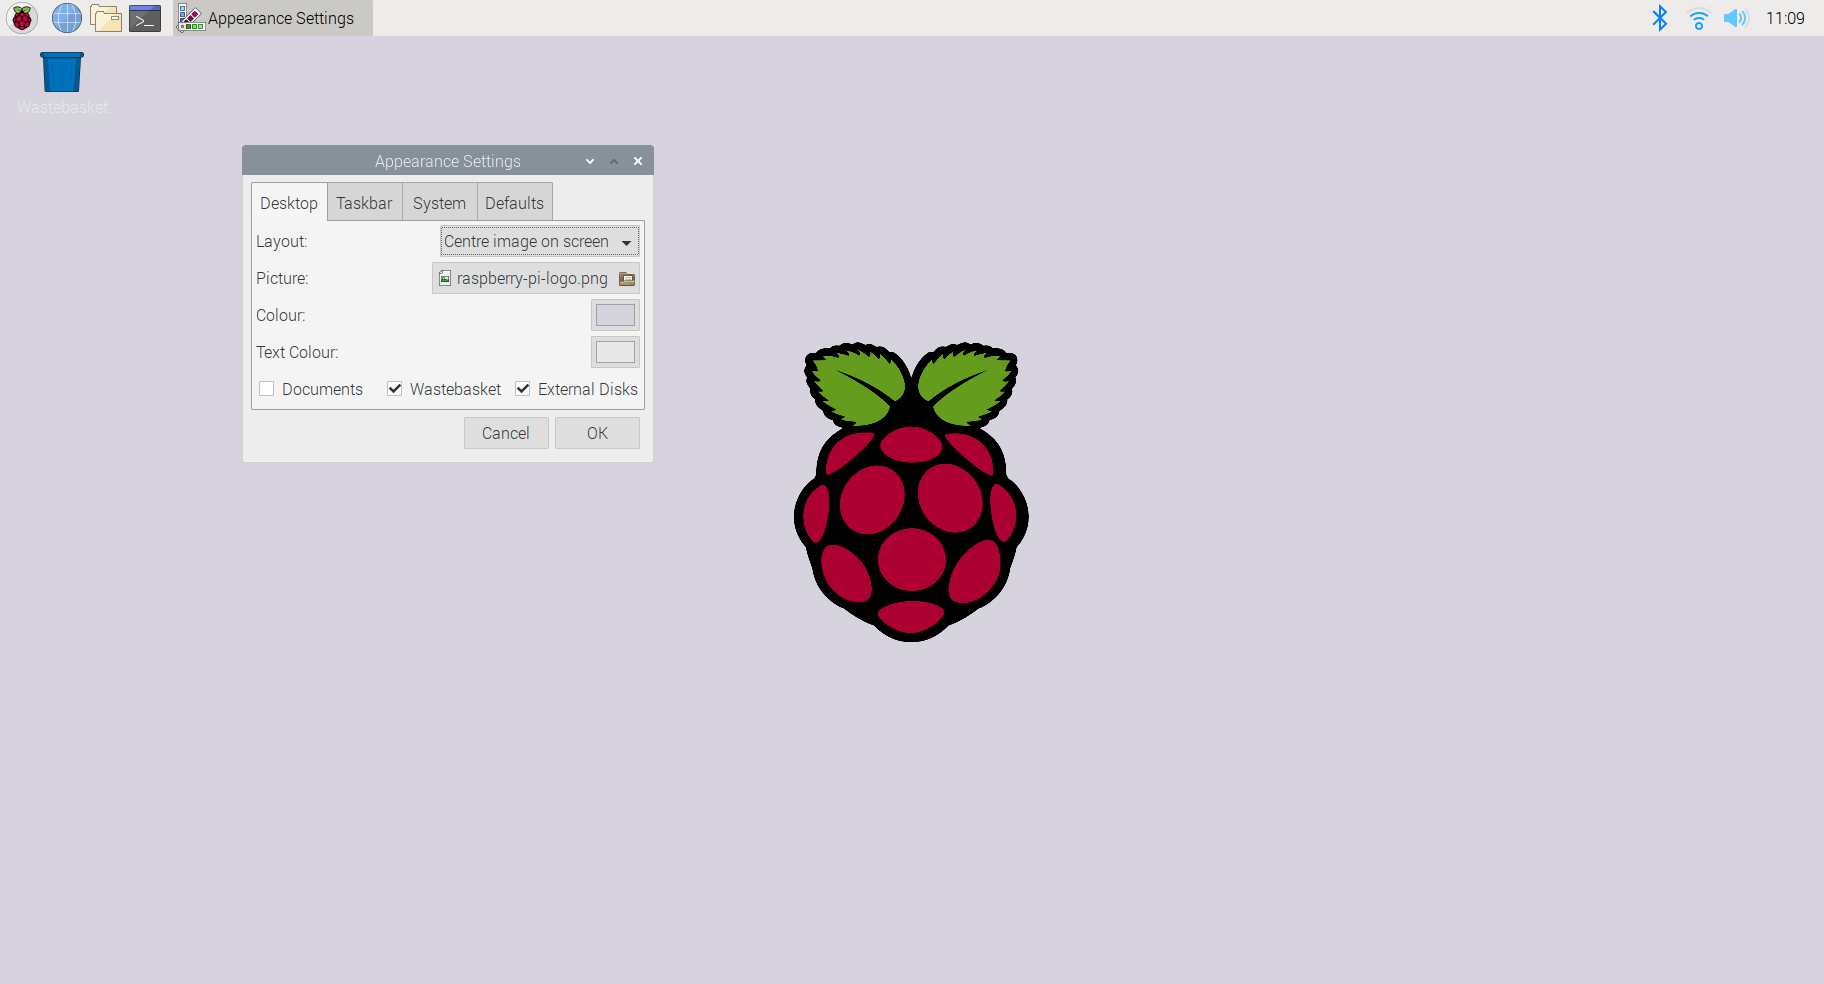 Appearance Settings
11:09
Wastebasket
Appearance Settings
Desktop Taskbar System Defaults
Layout: Centre image on screen
Picture: raspberry-pi-logo.png
Colour:
Text Colour:
Documents Wastebasket External Disks
Cancel OK